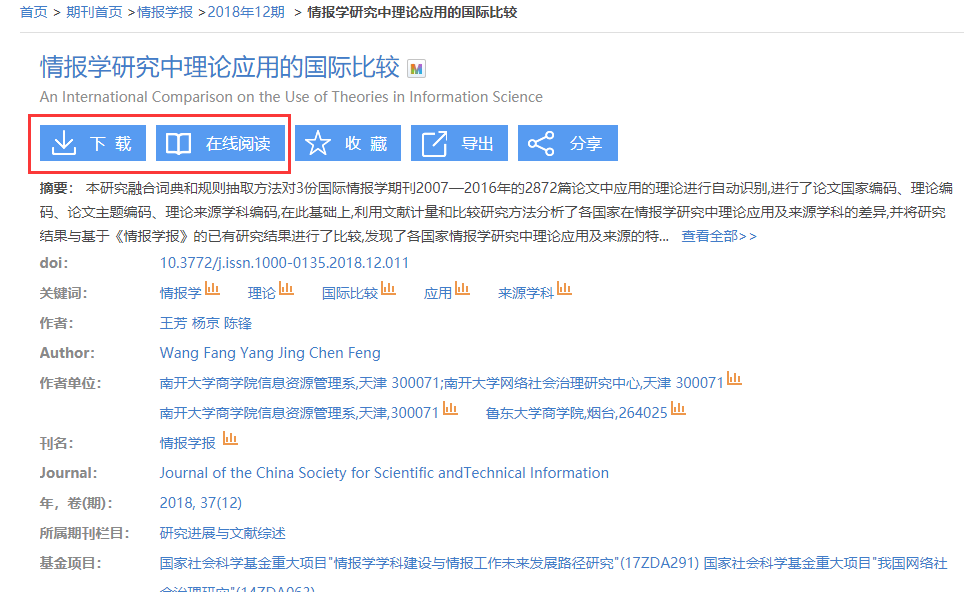 首页 > 期刊首页 >情报学报 >2018年12期 > 情报学研究中理论应用的国际比较
情报学研究中理论应用的国际比较 M
An International Comparison on the Use of Theories in Information Science
下 载 在线阅读 收 藏 导出 分享
摘要： 本研究融合词典和规则抽取方法对3份国际情报学期刊2007—2016年的2872篇论文中应用的理论进行自动识别,进行了论文国家编码、理论编
码、论文主题编码、理论来源学科编码,在此基础上,利用文献计量和比较研究方法分析了各国家在情报学研究中理论应用及来源学科的差异,并将研究
结果与基于《情报学报》的已有研究结果进行了比较,发现了各国家情报学研究中理论应用及来源的特... 查看全部>>
doi： 10.3772/j.issn.1000-0135.2018.12.011
关键词： 情报学 理论 国际比较 应用 来源学科
作者： 王芳 杨京 陈锋
Author： Wang Fang Yang Jing Chen Feng
作者单位： 南开大学商学院信息资源管理系,天津 300071;南开大学网络社会治理研究中心,天津 300071
南开大学商学院信息资源管理系,天津,300071 鲁东大学商学院,烟台,264025
刊名： 情报学报
Journal： Journal of the China Society for Scientific andTechnical Information
年，卷(期)： 2018, 37(12)
所属期刊栏目： 研究进展与文献综述
基金项目： 国家社会科学基金重大项目"情报学学科建设与情报工作未来发展路径研究"(17ZDA291) 国家社会科学基金重大项目"我国网络社
会治理研究"(14ZDA063)